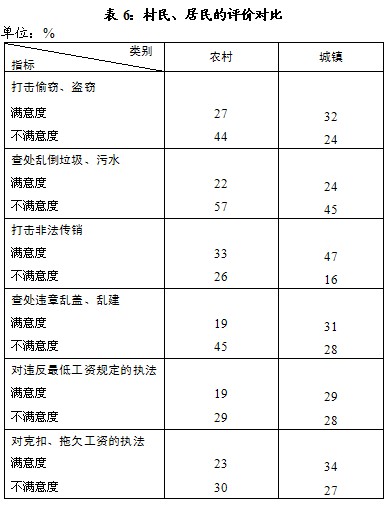 表 6：村民、居民的评价对比
单位：%
类别
指标
农村
城镇
打击偷窃、盗窃
满意度 27 32
不满意度 44 24
查处乱倒垃圾、污水
满意度 22 24
不满意度 57 45
打击非法传销
满意度 33 47
不满意度 26 16
查处违章乱盖、乱建
满意度 19 31
不满意度 45 28
对违反最低工资规定的执法
满意度 19 29
不满意度 29 28
对克扣、拖欠工资的执法
满意度 23 34
不满意度 30 27